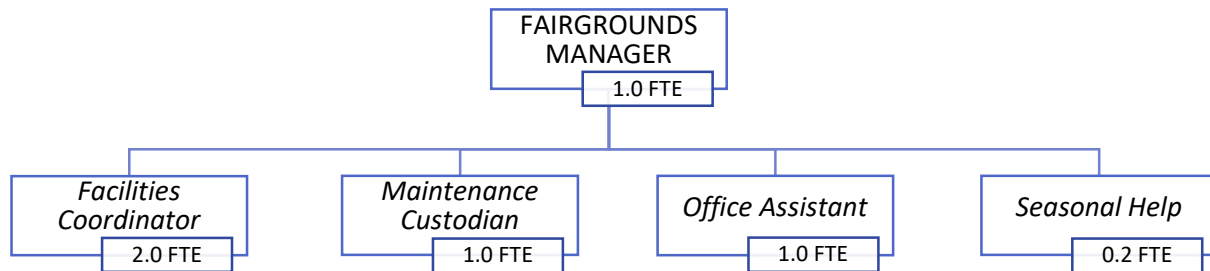 FAIRGROUNDS
MANAGER
1.0 FTE
Facilities
Coordinator
2.0 FTE
Maintenance
Custodian
1.0 FTE
Office Assistant
1.0 FTE
Seasonal Help
0.2 FTE